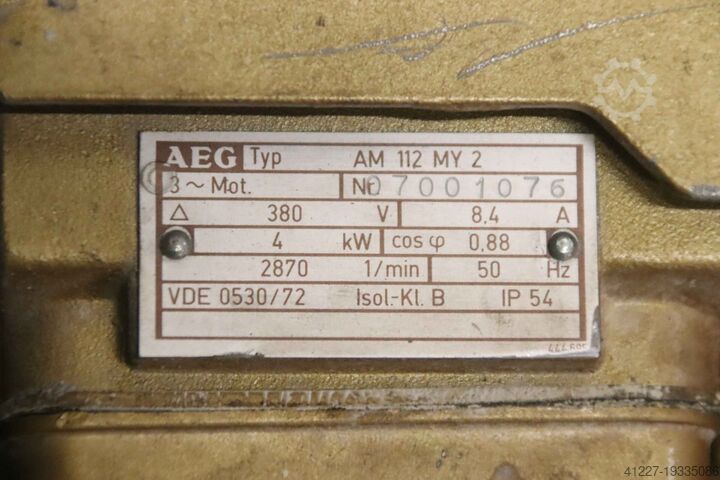 AEG Typ AM 112 MY 2
3 ~ Mot. Nr. 07001076
△ 380 V 8.4 A
4 kW cos φ 0.88
2870 1/min 50 Hz
VDE 0530/72 Isol.-Kl. B IP 54
41227-19335086